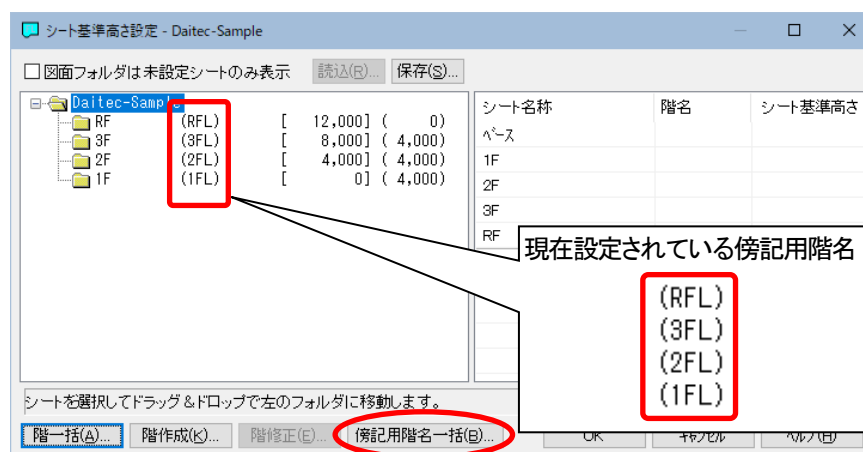 シート基準高さ設定 - Daitec-Sample
図面フォルダは未設定シートのみ表示 読込(R)... 保存(S)...
Daitec-Sample
RF (RFL) [ 12,000] ( 0)
3F (3FL) [ 8,000] ( 4,000)
2F (2FL) [ 4,000] ( 4,000)
1F (1FL) [ 0] ( 4,000)
シート名称 階名 シート基準高さ
ベース
1F
2F
3F
RF
現在設定されている傍記用階名
(RFL)
(3FL)
(2FL)
(1FL)
シートを選択してドラッグ&ドロップで左のフォルダに移動します。
階一括(A)... 階作成(K)... 階修正(E)... 傍記用階名一括(B)... OK キャンセル ヘルプ(H)